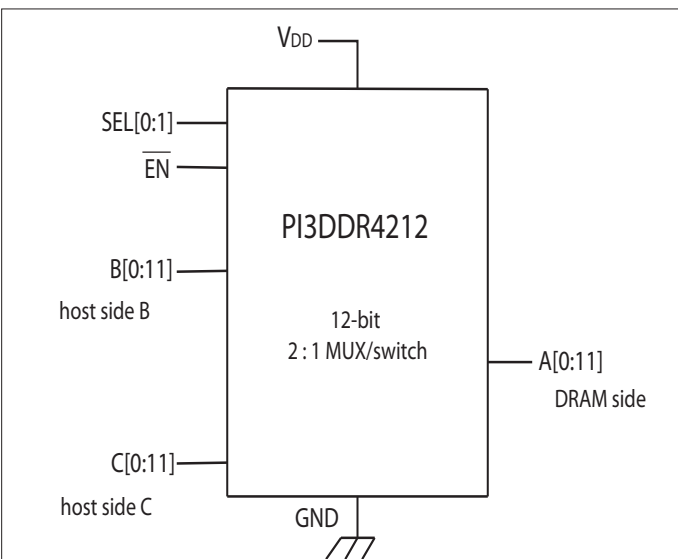 VDD
SEL[0:1]
EN
PI3DDR4212
B[0:11]
host side B
12-bit
2 : 1 MUX/switch
A[0:11]
DRAM side
C[0:11]
host side C
GND